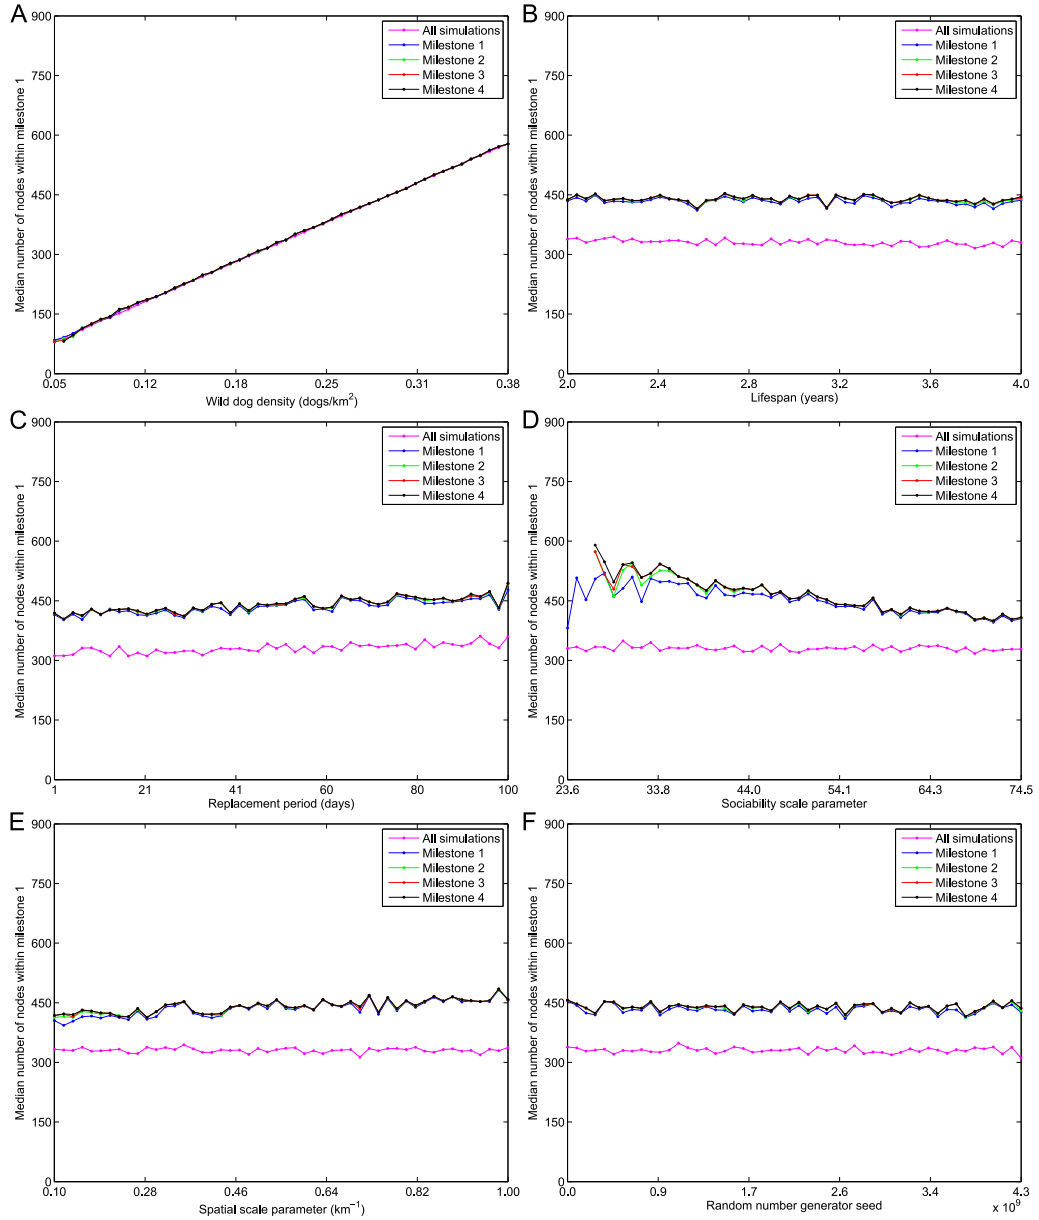 A
Median number of nodes within milestone 1
900
750
600
450
300
150
0
All simulations
Milestone 1
Milestone 2
Milestone 3
Milestone 4
0.05 0.12 0.18 0.25 0.31 0.38
Wild dog density (dogs/km²)
B
Median number of nodes within milestone 1
900
750
600
450
300
150
0
All simulations
Milestone 1
Milestone 2
Milestone 3
Milestone 4
2.0 2.4 2.8 3.2 3.6 4.0
Lifespan (years)
C
Median number of nodes within milestone 1
900
750
600
450
300
150
0
All simulations
Milestone 1
Milestone 2
Milestone 3
Milestone 4
1 21 41 60 80 100
Replacement period (days)
D
Median number of nodes within milestone 1
900
750
600
450
300
150
0
All simulations
Milestone 1
Milestone 2
Milestone 3
Milestone 4
23.6 33.8 44.0 54.1 64.3 74.5
Sociability scale parameter
E
Median number of nodes within milestone 1
900
750
600
450
300
150
0
All simulations
Milestone 1
Milestone 2
Milestone 3
Milestone 4
0.10 0.28 0.46 0.64 0.82 1.00
Spatial scale parameter (km⁻¹)
F
Median number of nodes within milestone 1
900
750
600
450
300
150
0
All simulations
Milestone 1
Milestone 2
Milestone 3
Milestone 4
0.0 0.9 1.7 2.6 3.4 4.3
Random number generator seed
x 10⁹